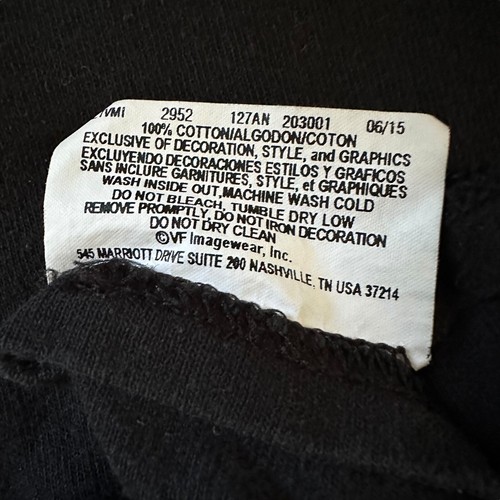 2952 127AN 203001 06/15
100% COTTON/ALGODON/COTON
EXCLUSIVE OF DECORATION, STYLE, and GRAPHICS
EXCLUYENDO DECORACIONES ESTILOS Y GRAFICOS
SANS INCLURE GARNITURES, STYLE, et GRAPHIQUES
WASH INSIDE OUT,MACHINE WASH COLD
DO NOT BLEACH, TUMBLE DRY LOW
REMOVE PROMPTLY, DO NOT IRON DECORATION
DO NOT DRY CLEAN
©VF Imagewear, Inc.
545 MARRIOTT DRIVE SUITE 200 NASHVILLE, TN USA 37214